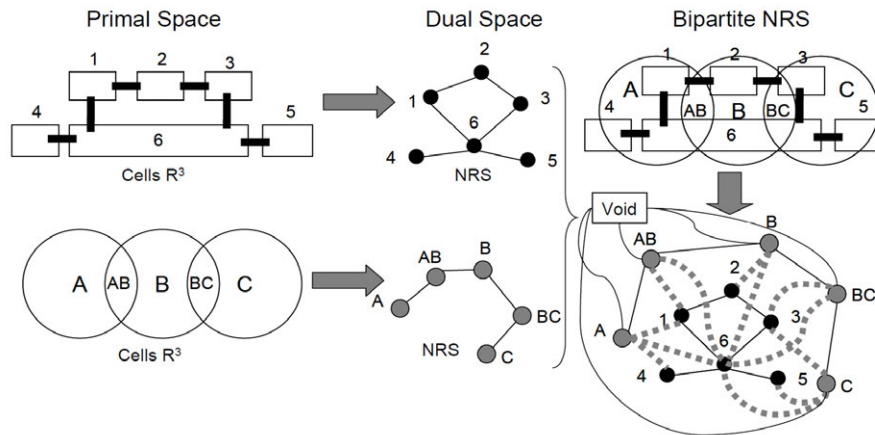 Primal Space
Dual Space
Bipartite NRS
1 2 3
4 5
6
Cells R³
2
1 3
6
4 5
NRS
1 2 3
A B C
4 AB BC 5
6
A AB B BC C
Cells R³
B
AB
A
BC
NRS
C
Void
B
AB
2
BC
1 3
A
6
4 5
C